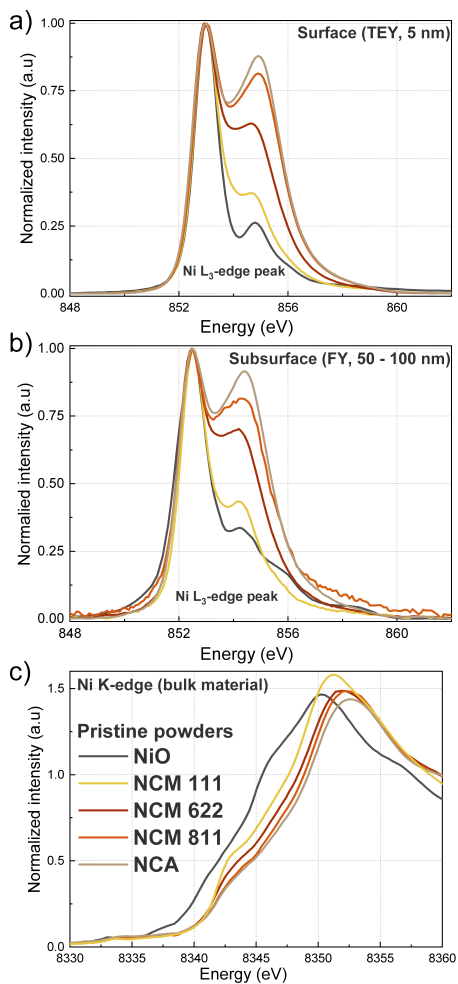 a)
Surface (TEY, 5 nm)
Normalized intensity (a.u)
1.00
0.75
0.50
0.25
0.00
Ni L₃-edge peak
848 852 856 860
Energy (eV)
b)
Subsurface (FY, 50 - 100 nm)
Normalied intensity (a.u)
1.00
0.75
0.50
0.25
0.00
Ni L₃-edge peak
848 852 856 860
Energy (eV)
c)
Ni K-edge (bulk material)
Normalized intensity (a.u)
1.5
1.0
0.5
0.0
Pristine powders
NiO
NCM 111
NCM 622
NCM 811
NCA
8330 8335 8340 8345 8350 8355 8360
Energy (eV)